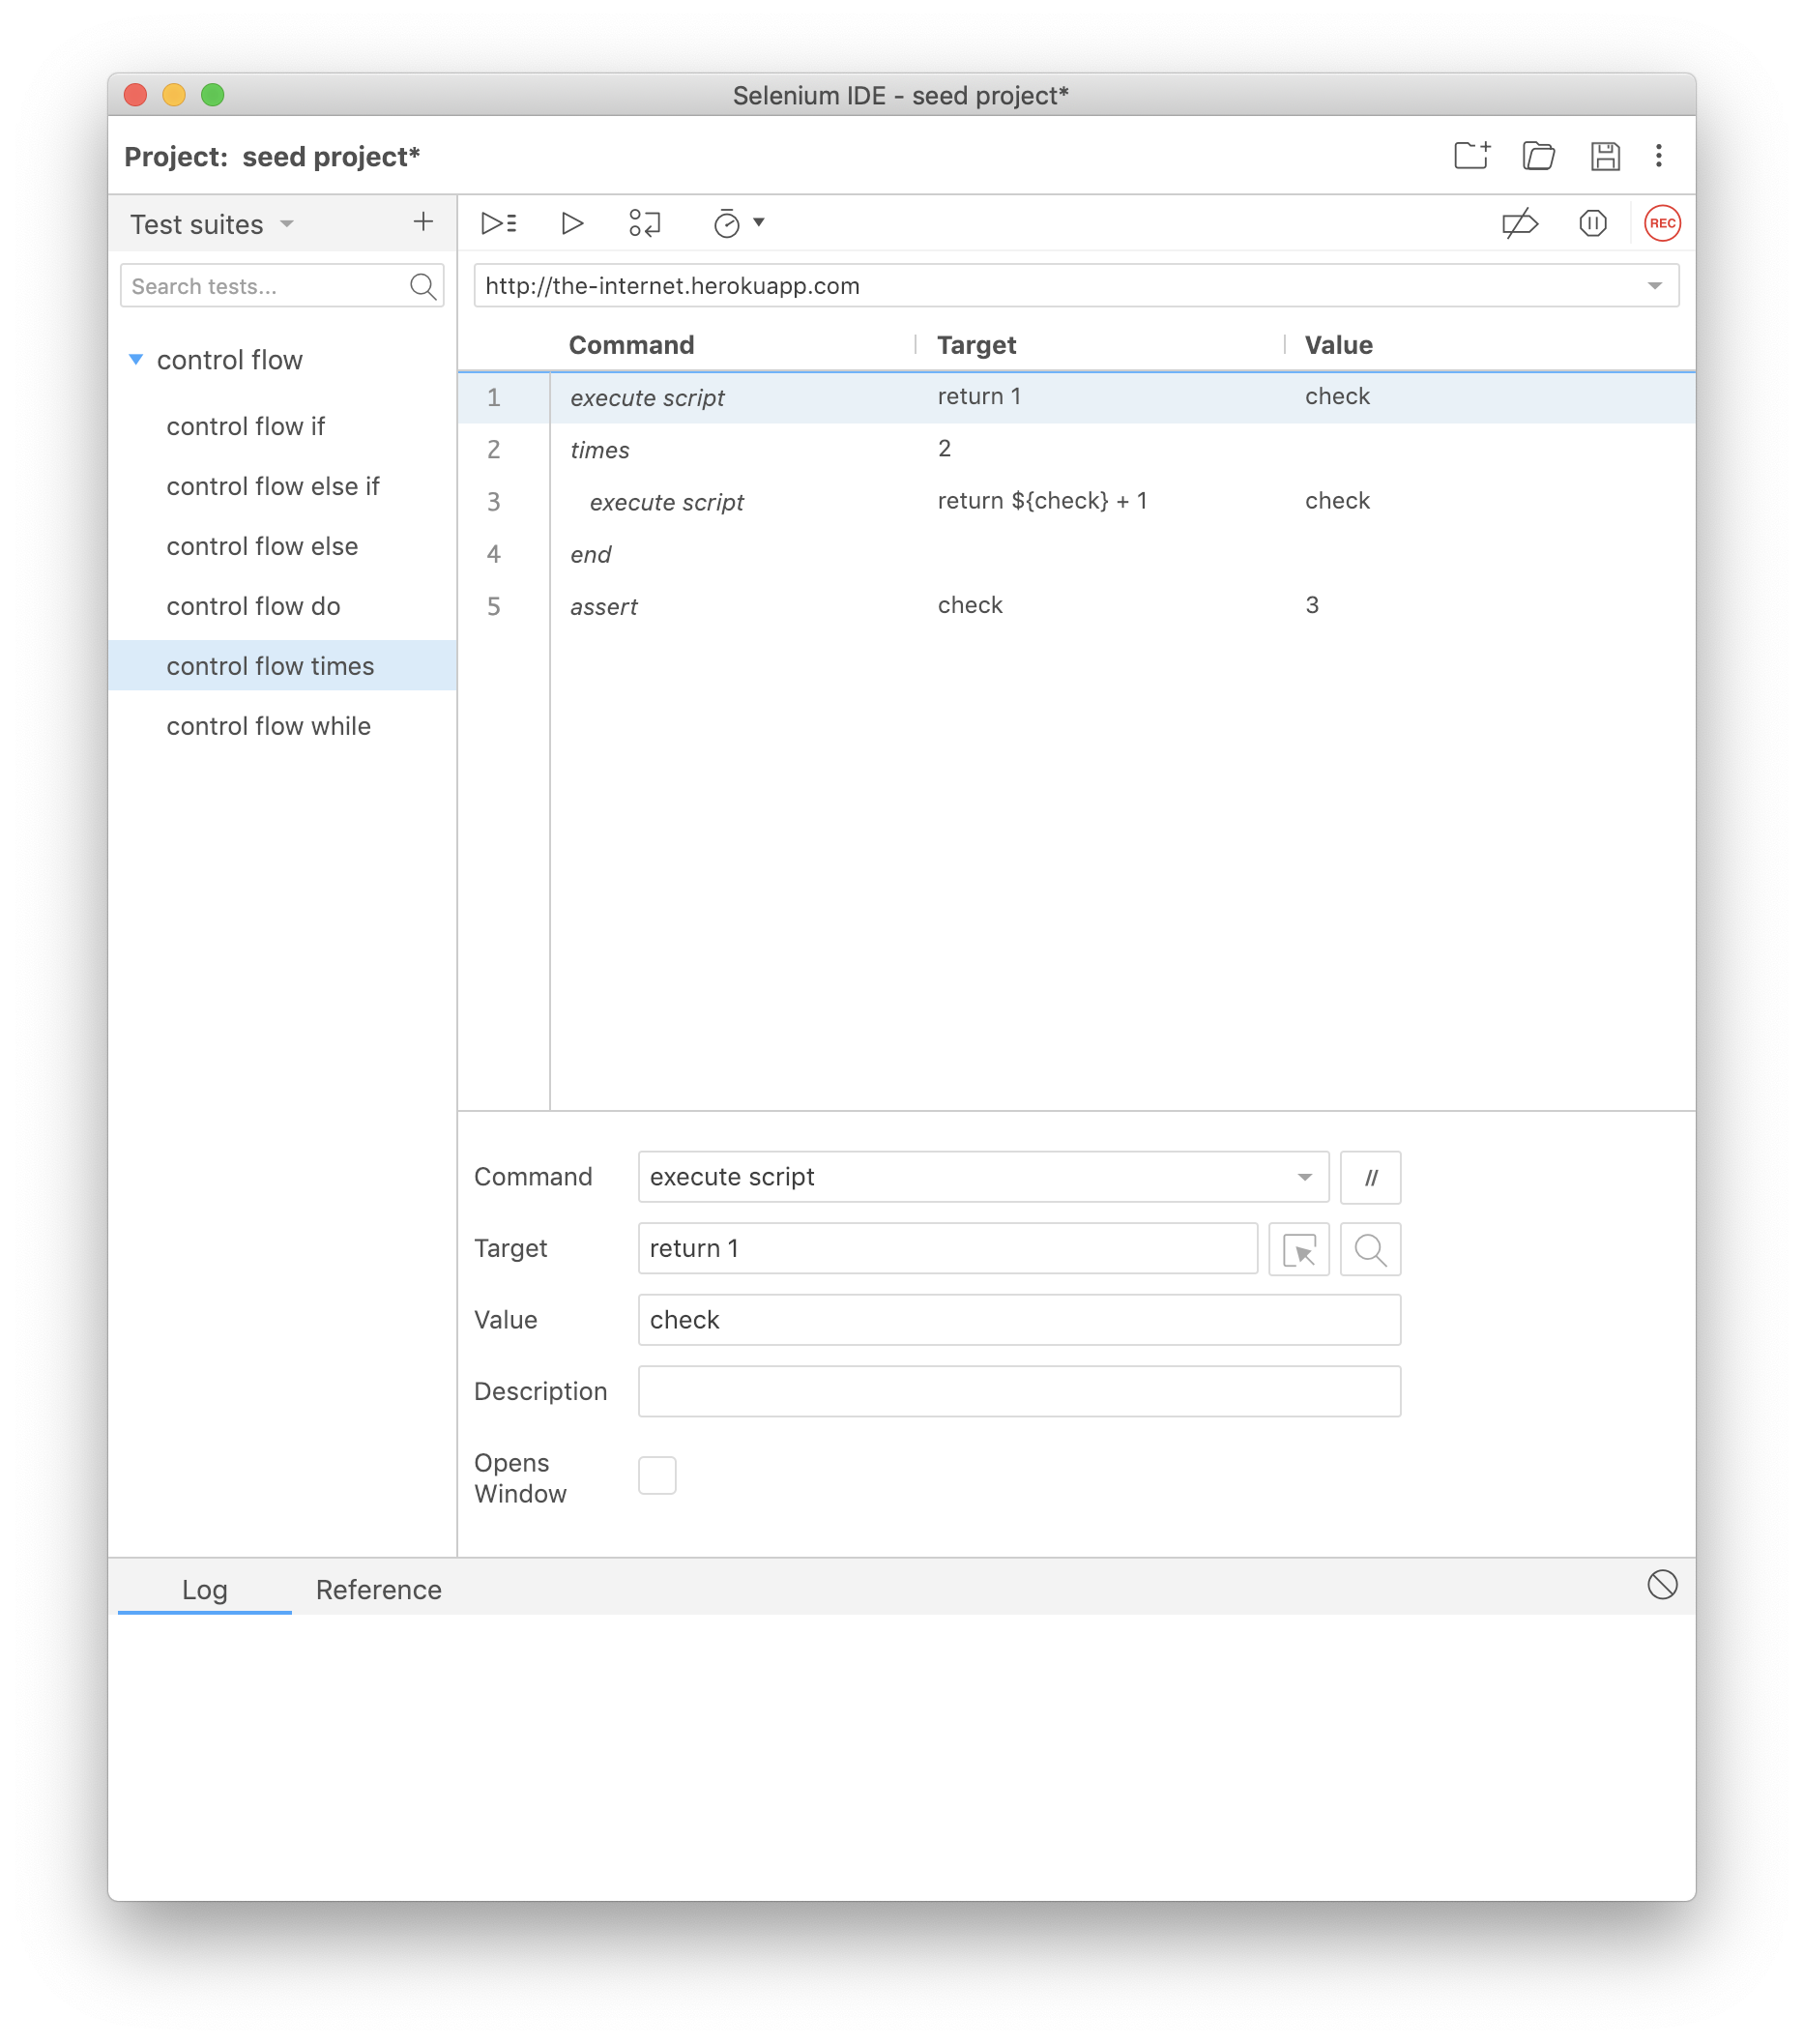 Selenium IDE - seed project*
Project: seed project*
Test suites
+
REC
Search tests...
http://the-internet.herokuapp.com
control flow
control flow if
control flow else if
control flow else
control flow do
control flow times
control flow while
Command Target Value
1 execute script return 1 check
2 times 2
3 execute script return ${check} + 1 check
4 end
5 assert check 3
Command execute script //
Target return 1
Value check
Description
Opens
Window
Log Reference